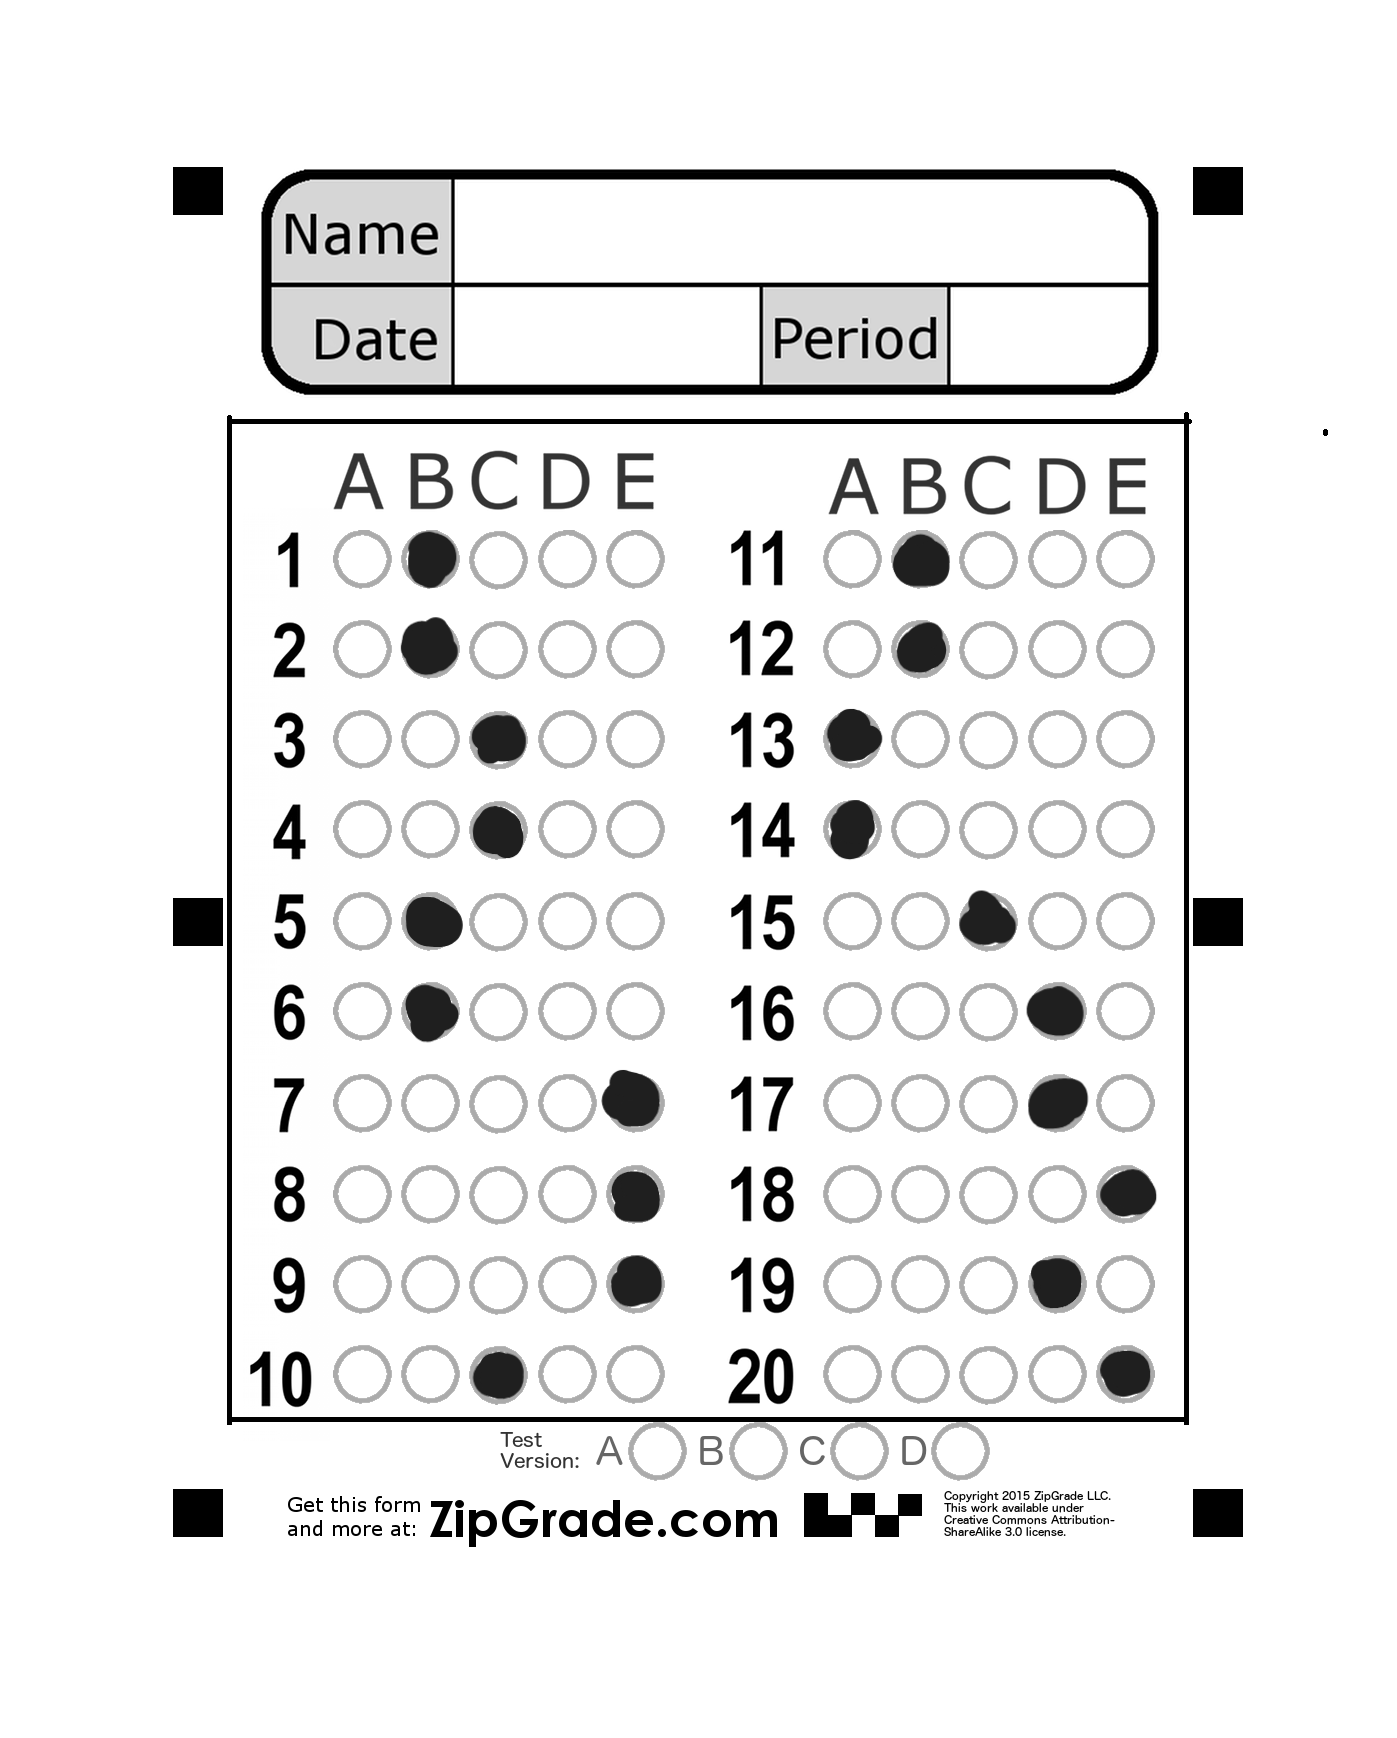 Name
Date Period
A B C D E A B C D E
1 11
2 12
3 13
4 14
5 15
6 16
7 17
8 18
9 19
10 20
Test
Version: A B C D
Get this form
and more at: ZipGrade.com
Copyright 2015 ZipGrade LLC.
This work available under
Creative Commons Attribution-
ShareAlike 3.0 license.